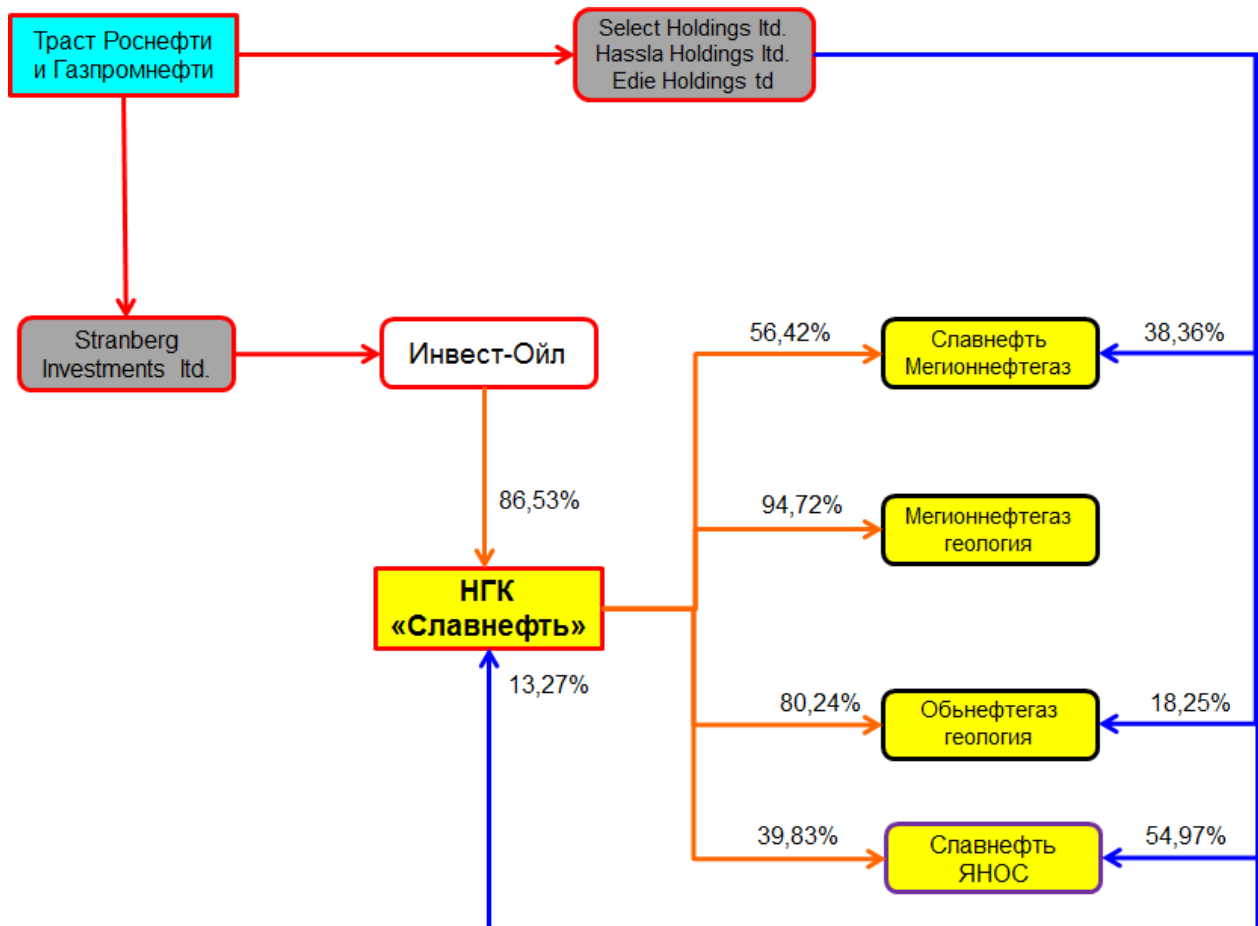 Траст Роснефти
и Газпромнефти
Select Holdings ltd.
Hassla Holdings ltd.
Edie Holdings td
Stranberg
Investments ltd.
Инвест-Ойл
56,42%
Славнефть
Мегионнефтегаз
38,36%
86,53%
94,72%
Мегионнефтегаз
геология
НГК
«Славнефть»
13,27%
80,24%
Обьнефтегаз
геология
18,25%
39,83%
Славнефть
ЯНОС
54,97%